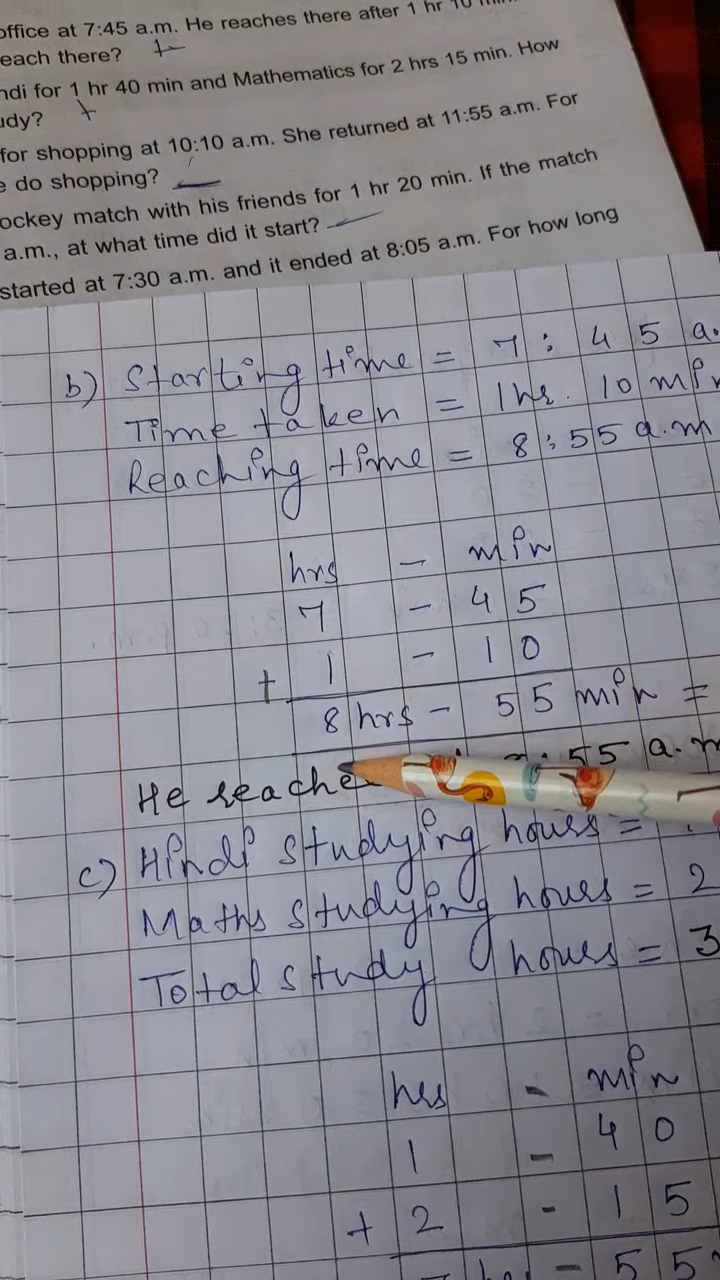 office at 7:45 a.m. He reaches there after 1 hr 10 min.
each there?
ndi for 1 hr 40 min and Mathematics for 2 hrs 15 min. How
udy?
for shopping at 10:10 a.m. She returned at 11:55 a.m. For
e do shopping?
ockey match with his friends for 1 hr 20 min. If the match
a.m., at what time did it start?
started at 7:30 a.m. and it ended at 8:05 a.m. For how long
b) Starting time = 7:45 a.
Time taken = 1hr. 10 min
Reaching time = 8:55 a.m
hrs - min
7 - 45
+ 1 - 10
8 hrs - 55 min =
He reache 55 a.m
c) Hindi studying hours =
Maths studying hours = 2
Total study hours = 3
hrs - min
1 - 40
+ 2 - 15
- 55